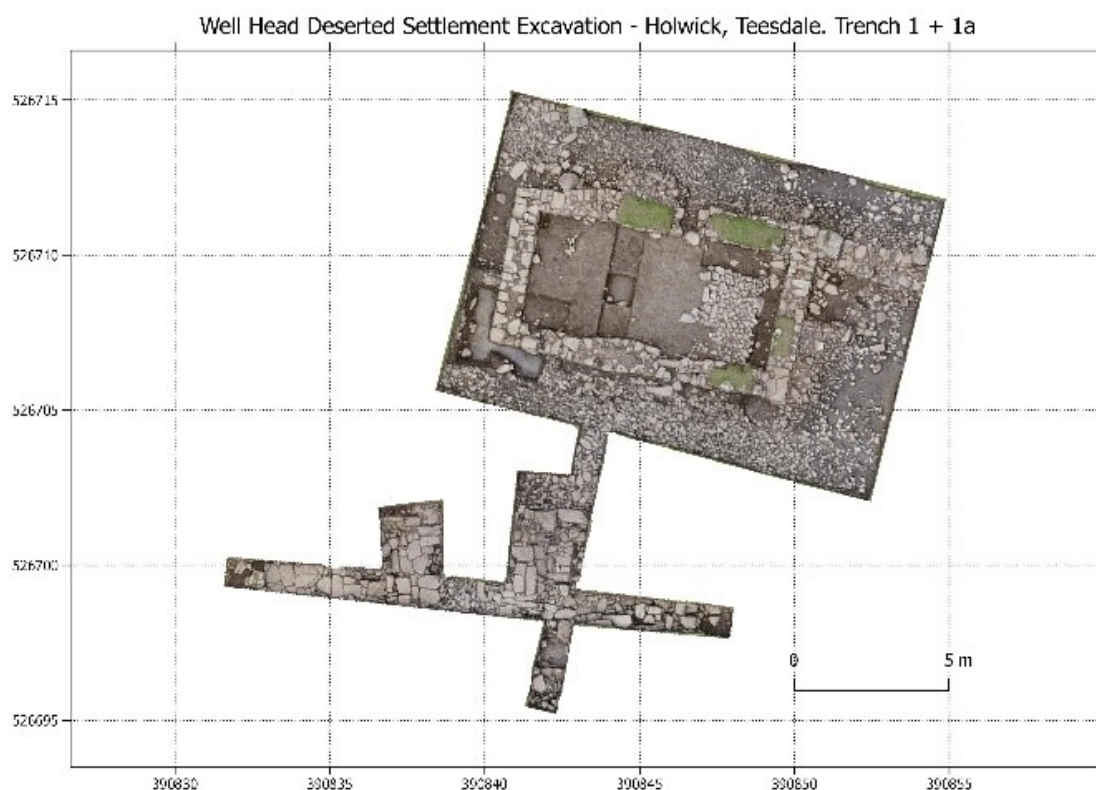 Well Head Deserted Settlement Excavation - Holwick, Teesdale. Trench 1 + 1a
526715
526710
526705
526700
0 5 m
526695
390830 390835 390840 390845 390850 390855